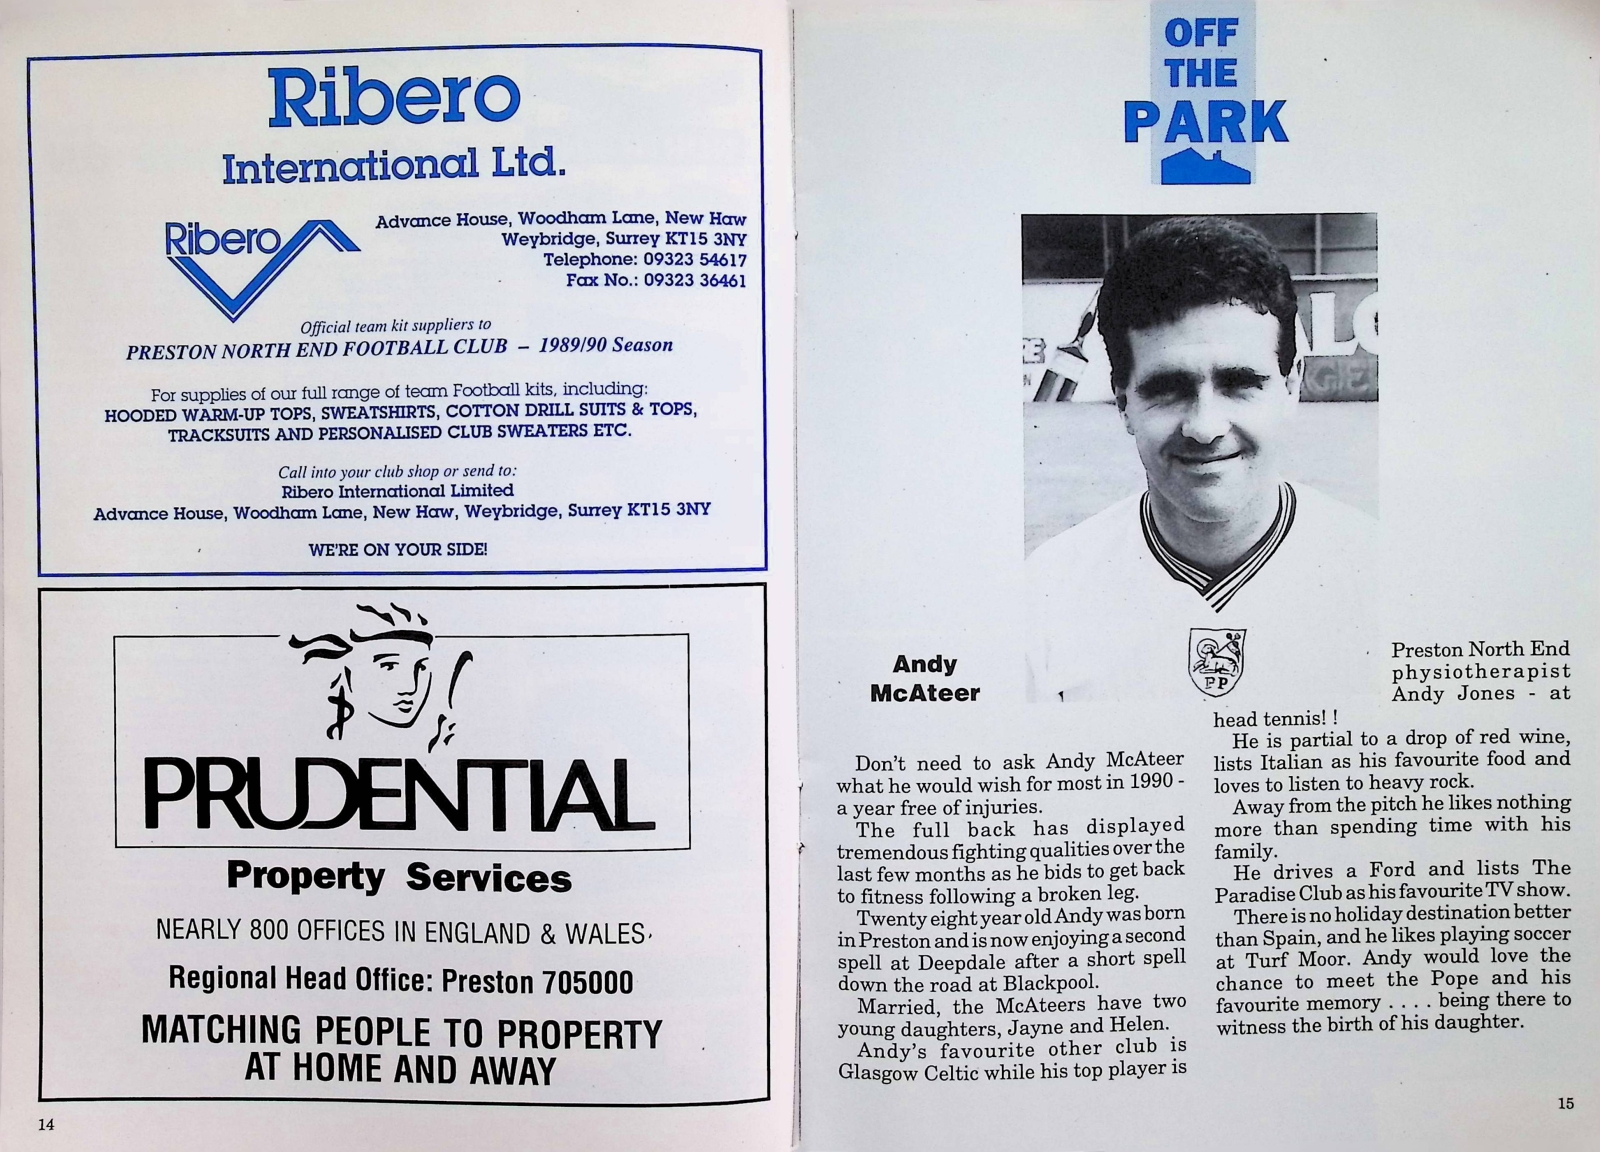 Ribero
International Ltd.
Ribero
Advance House, Woodham Lane, New Haw
Weybridge, Surrey KT15 3NY
Telephone: 09323 54617
Fax No.: 09323 36461
Official team kit suppliers to
PRESTON NORTH END FOOTBALL CLUB – 1989/90 Season
For supplies of our full range of team Football kits, including:
HOODED WARM-UP TOPS, SWEATSHIRTS, COTTON DRILL SUITS & TOPS,
TRACKSUITS AND PERSONALISED CLUB SWEATERS ETC.
Call into your club shop or send to:
Ribero International Limited
Advance House, Woodham Lane, New Haw, Weybridge, Surrey KT15 3NY
WE'RE ON YOUR SIDE!
PRUDENTIAL
Property Services
NEARLY 800 OFFICES IN ENGLAND & WALES.
Regional Head Office: Preston 705000
MATCHING PEOPLE TO PROPERTY
AT HOME AND AWAY
14
OFF
THE
PARK
PP
Andy
McAteer
Don't need to ask Andy McAteer
what he would wish for most in 1990 -
a year free of injuries.
The full back has displayed
tremendous fighting qualities over the
last few months as he bids to get back
to fitness following a broken leg.
Twenty eight year old Andy was born
in Preston and is now enjoying a second
spell at Deepdale after a short spell
down the road at Blackpool.
Married, the McAteers have two
young daughters, Jayne and Helen.
Andy's favourite other club is
Glasgow Celtic while his top player is
Preston North End
physiotherapist
Andy Jones - at
head tennis! !
He is partial to a drop of red wine,
lists Italian as his favourite food and
loves to listen to heavy rock.
Away from the pitch he likes nothing
more than spending time with his
family.
He drives a Ford and lists The
Paradise Club as his favourite TV show.
There is no holiday destination better
than Spain, and he likes playing soccer
at Turf Moor. Andy would love the
chance to meet the Pope and his
favourite memory . . . . being there to
witness the birth of his daughter.
15